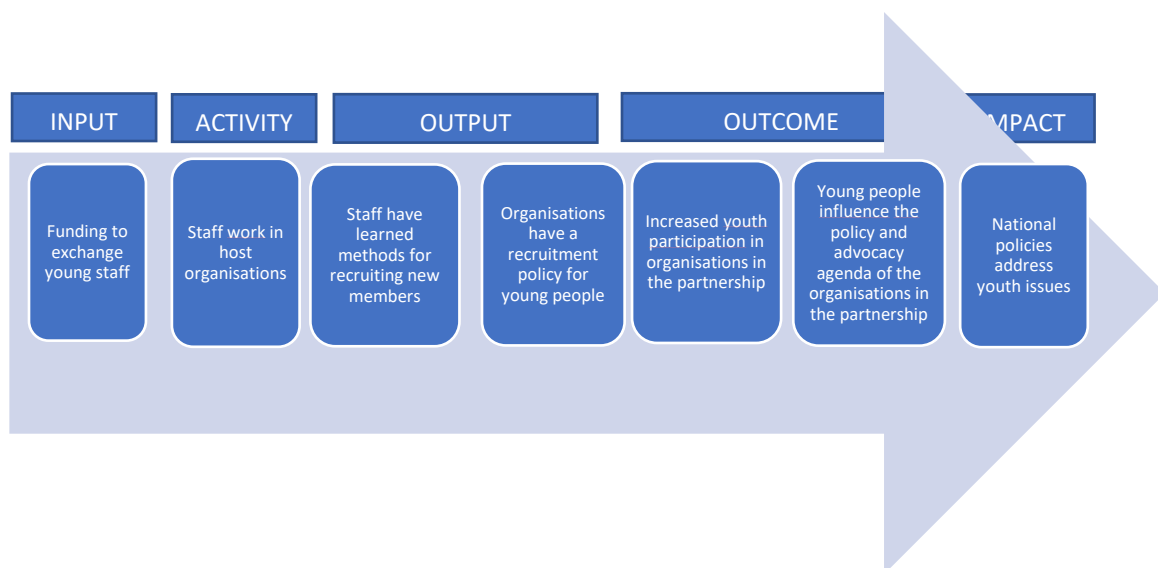 INPUT
ACTIVITY
OUTPUT
OUTCOME
MPACT
Funding to
exchange
young staff
Staff work in
host
organisations
Staff have
learned
methods for
recruiting new
members
Organisations
have a
recruitment
policy for
young people
Increased youth
participation in
organisations in
the partnership
Young people
influence the
policy and
advocacy
agenda of the
organisations in
the partnership
National
policies
address
youth issues